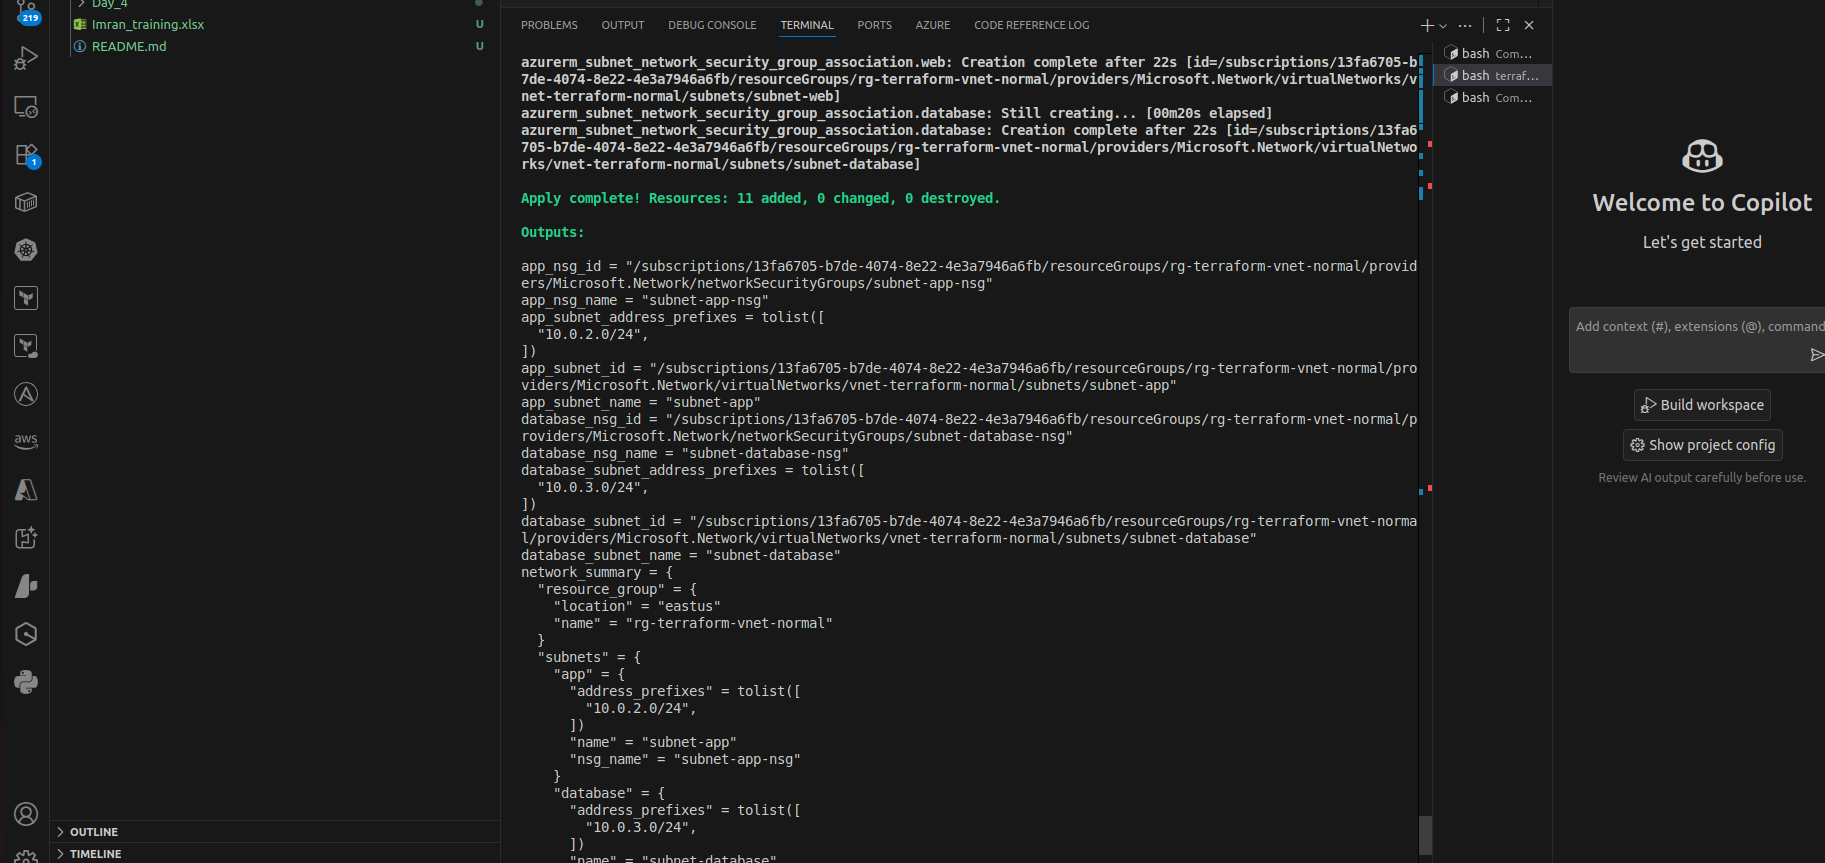 219
Day_4
Imran_training.xlsx U
README.md U
1
aws
OUTLINE
TIMELINE
PROBLEMS OUTPUT DEBUG CONSOLE TERMINAL PORTS AZURE CODE REFERENCE LOG
azurerm_subnet_network_security_group_association.web: Creation complete after 22s [id=/subscriptions/13fa6705-b
7de-4074-8e22-4e3a7946a6fb/resourceGroups/rg-terraform-vnet-normal/providers/Microsoft.Network/virtualNetworks/v
net-terraform-normal/subnets/subnet-web]
azurerm_subnet_network_security_group_association.database: Still creating... [00m20s elapsed]
azurerm_subnet_network_security_group_association.database: Creation complete after 22s [id=/subscriptions/13fa6
705-b7de-4074-8e22-4e3a7946a6fb/resourceGroups/rg-terraform-vnet-normal/providers/Microsoft.Network/virtualNetwo
rks/vnet-terraform-normal/subnets/subnet-database]
Apply complete! Resources: 11 added, 0 changed, 0 destroyed.
Outputs:
app_nsg_id = "/subscriptions/13fa6705-b7de-4074-8e22-4e3a7946a6fb/resourceGroups/rg-terraform-vnet-normal/provid
ers/Microsoft.Network/networkSecurityGroups/subnet-app-nsg"
app_nsg_name = "subnet-app-nsg"
app_subnet_address_prefixes = tolist([
"10.0.2.0/24",
])
app_subnet_id = "/subscriptions/13fa6705-b7de-4074-8e22-4e3a7946a6fb/resourceGroups/rg-terraform-vnet-normal/pro
viders/Microsoft.Network/virtualNetworks/vnet-terraform-normal/subnets/subnet-app"
app_subnet_name = "subnet-app"
database_nsg_id = "/subscriptions/13fa6705-b7de-4074-8e22-4e3a7946a6fb/resourceGroups/rg-terraform-vnet-normal/p
roviders/Microsoft.Network/networkSecurityGroups/subnet-database-nsg"
database_nsg_name = "subnet-database-nsg"
database_subnet_address_prefixes = tolist([
"10.0.3.0/24",
])
database_subnet_id = "/subscriptions/13fa6705-b7de-4074-8e22-4e3a7946a6fb/resourceGroups/rg-terraform-vnet-norma
l/providers/Microsoft.Network/virtualNetworks/vnet-terraform-normal/subnets/subnet-database"
database_subnet_name = "subnet-database"
network_summary = {
"resource_group" = {
"location" = "eastus"
"name" = "rg-terraform-vnet-normal"
}
"subnets" = {
"app" = {
"address_prefixes" = tolist([
"10.0.2.0/24",
])
"name" = "subnet-app"
"nsg_name" = "subnet-app-nsg"
}
"database" = {
"address_prefixes" = tolist([
"10.0.3.0/24",
])
"name" = "subnet-database"
bash Com...
bash terraf...
bash Com...
Welcome to Copilot
Let's get started
Add context (#), extensions (@), command
Build workspace
Show project config
Review AI output carefully before use.